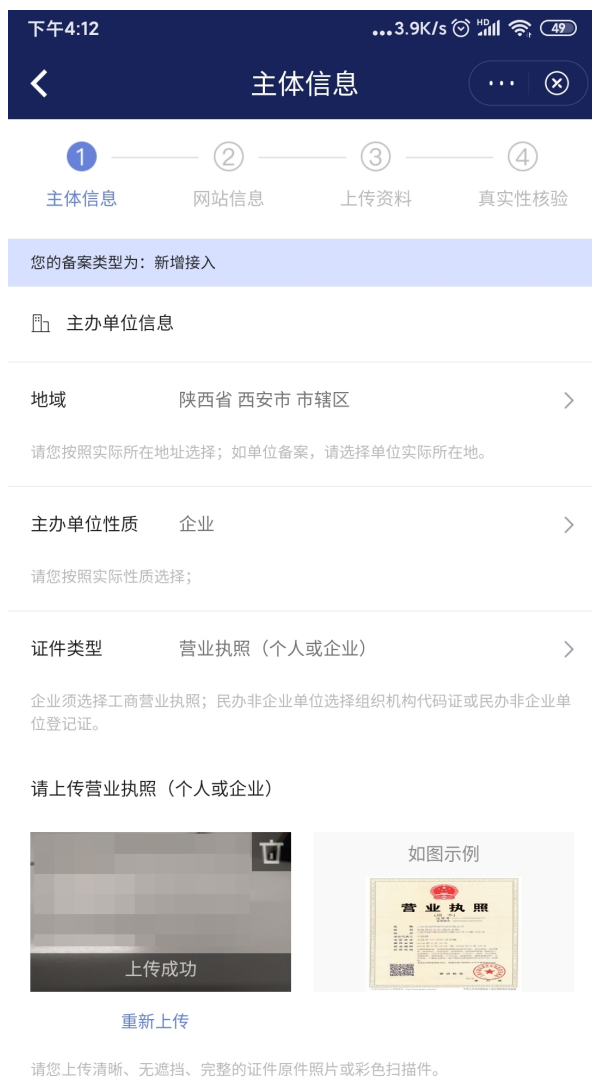 下午4:12
...3.9K/s HD 49
主体信息
1 2 3 4
主体信息 网站信息 上传资料 真实性核验
您的备案类型为：新增接入
主办单位信息
地域 陕西省 西安市 市辖区
请您按照实际所在地址选择；如单位备案，请选择单位实际所在地。
主办单位性质 企业
请您按照实际性质选择；
证件类型 营业执照（个人或企业）
企业须选择工商营业执照；民办非企业单位选择组织机构代码证或民办非企业单
位登记证。
请上传营业执照（个人或企业）
如图示例
营业执照
上传成功
重新上传
请您上传清晰、无遮挡、完整的证件原件照片或彩色扫描件。